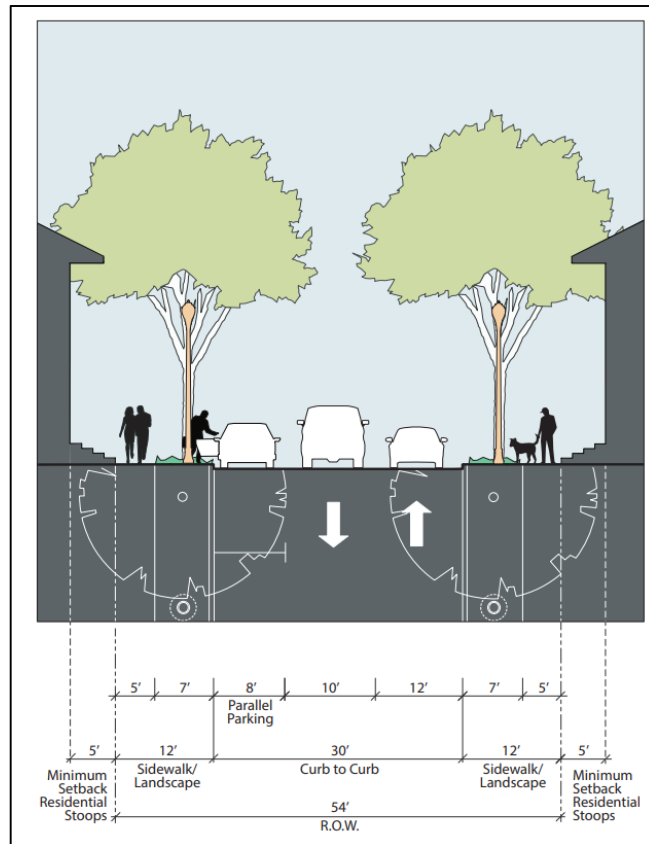 5’ 7’ 8’ 10’ 12’ 7’ 5’
Parallel
Parking
5’ 12’ 30’ 12’ 5’
Minimum
Setback
Residential
Stoops
Sidewalk/
Landscape
Curb to Curb
Sidewalk/
Landscape
Minimum
Setback
Residential
Stoops
54’
R.O.W.